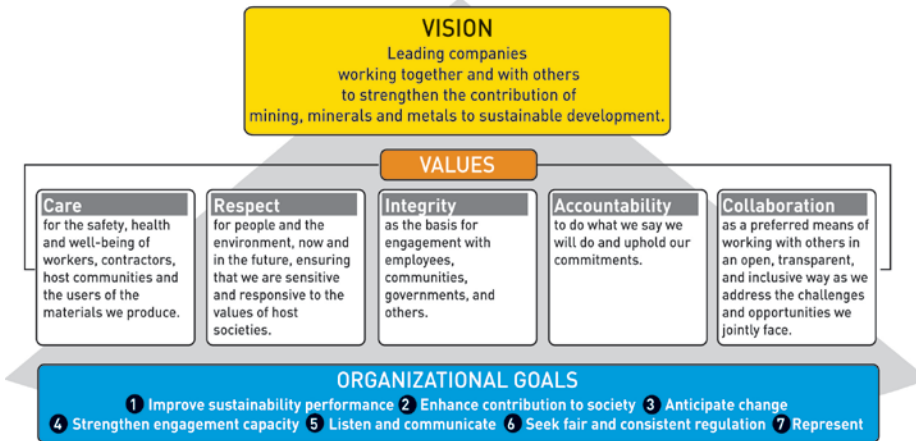 VISION
Leading companies
working together and with others
to strengthen the contribution of
mining, minerals and metals to sustainable development.
VALUES
Care
for the safety, health
and well-being of
workers, contractors,
host communities and
the users of the
materials we produce.
Respect
for people and the
environment, now and
in the future, ensuring
that we are sensitive
and responsive to the
values of host
societies.
Integrity
as the basis for
engagement with
employees,
communities,
governments, and
others.
Accountability
to do what we say we
will do and uphold our
commitments.
Collaboration
as a preferred means of
working with others in
an open, transparent,
and inclusive way as we
address the challenges
and opportunities we
jointly face.
ORGANIZATIONAL GOALS
1 Improve sustainability performance 2 Enhance contribution to society 3 Anticipate change
4 Strengthen engagement capacity 5 Listen and communicate 6 Seek fair and consistent regulation 7 Represent